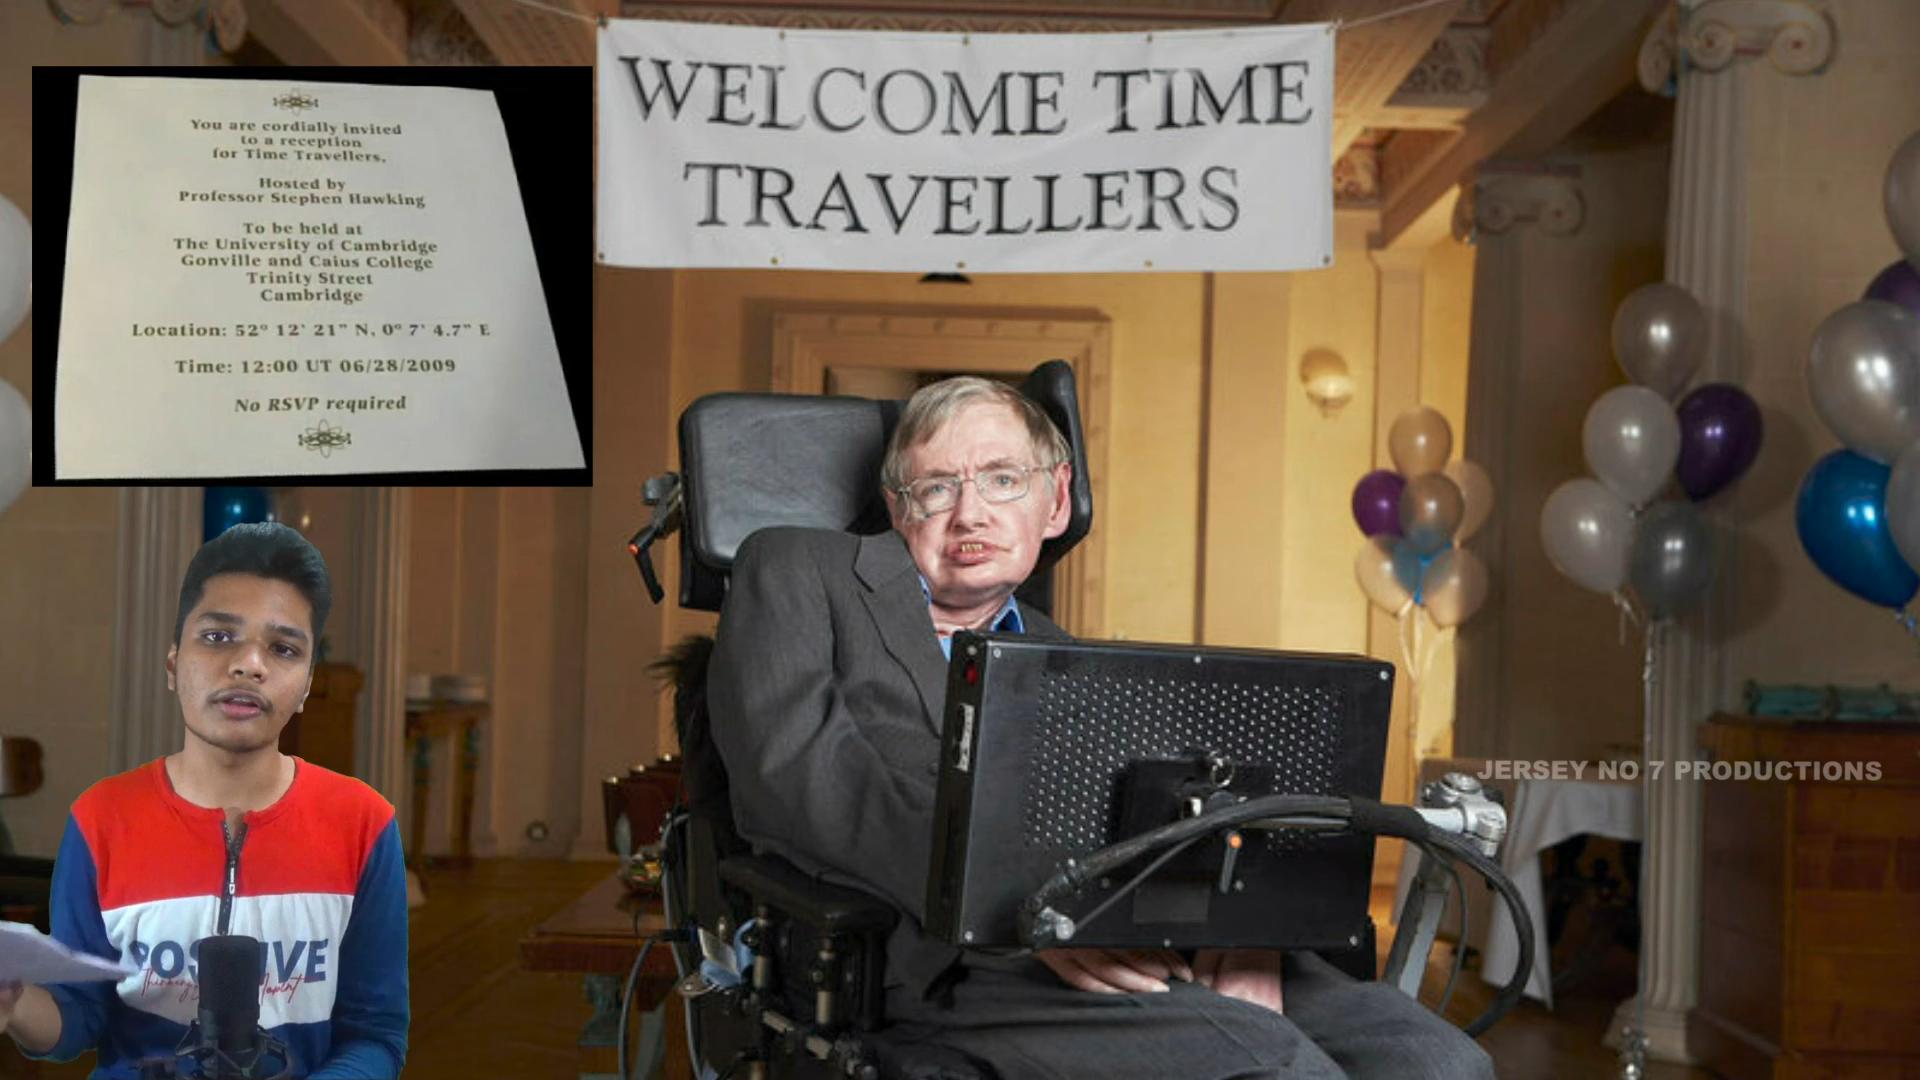 You are cordially invited
to a reception
for Time Travellers,
Hosted by
Professor Stephen Hawking
To be held at
The University of Cambridge
Gonville and Caius College
Trinity Street
Cambridge
Location: 52° 12' 21" N, 0° 7' 4.7" E
Time: 12:00 UT 06/28/2009
No RSVP required
WELCOME TIME
TRAVELLERS
JERSEY NO 7 PRODUCTIONS
POSITIVE